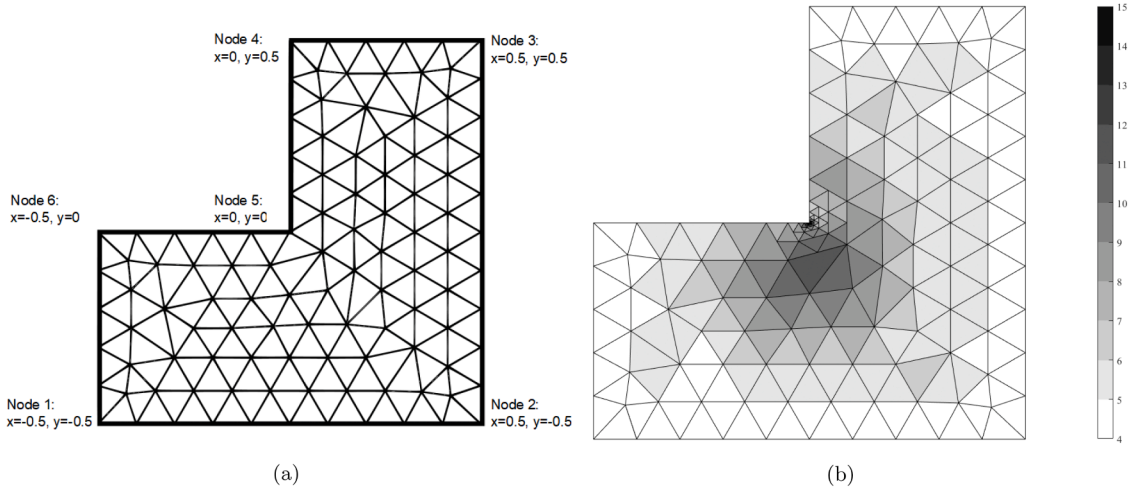 Node 4:
x=0, y=0.5
Node 3:
x=0.5, y=0.5
Node 6:
x=-0.5, y=0
Node 5:
x=0, y=0
Node 1:
x=-0.5, y=-0.5
Node 2:
x=0.5, y=-0.5
(a)
15
14
13
12
11
10
9
8
7
6
5
4
(b)